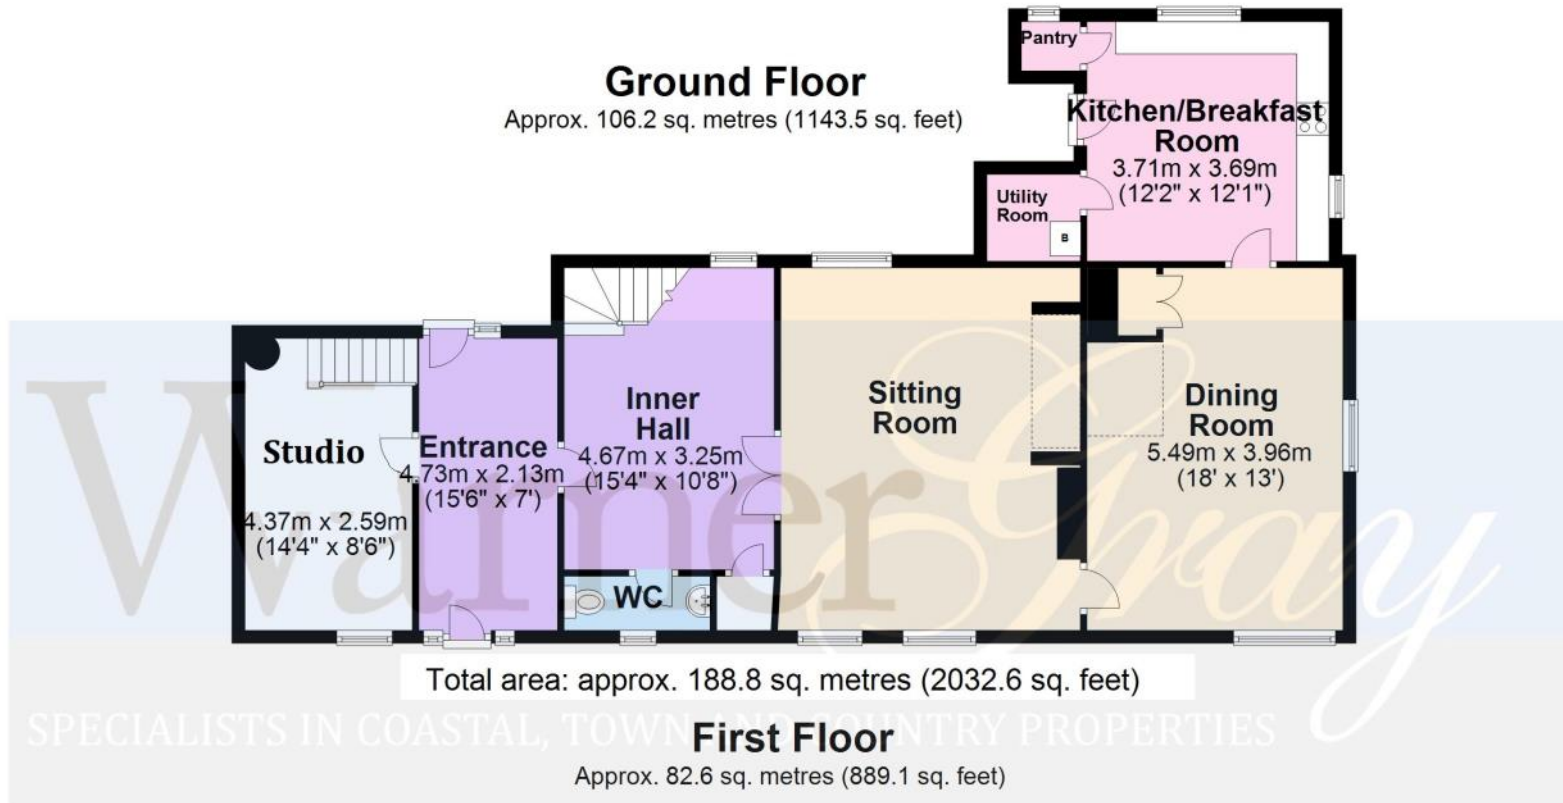 Ground Floor
Approx. 106.2 sq. metres (1143.5 sq. feet)
Pantry
Kitchen/Breakfast
Room
3.71m x 3.69m
(12'2" x 12'1")
Utility
Room
B
Studio
4.37m x 2.59m
(14'4" x 8'6")
Entrance
4.73m x 2.13m
(15'6" x 7')
Inner
Hall
4.67m x 3.25m
(15'4" x 10'8")
WC
Sitting
Room
Dining
Room
5.49m x 3.96m
(18' x 13')
Warner Gray
Total area: approx. 188.8 sq. metres (2032.6 sq. feet)
SPECIALISTS IN COASTAL, TOWN AND COUNTRY PROPERTIES
First Floor
Approx. 82.6 sq. metres (889.1 sq. feet)